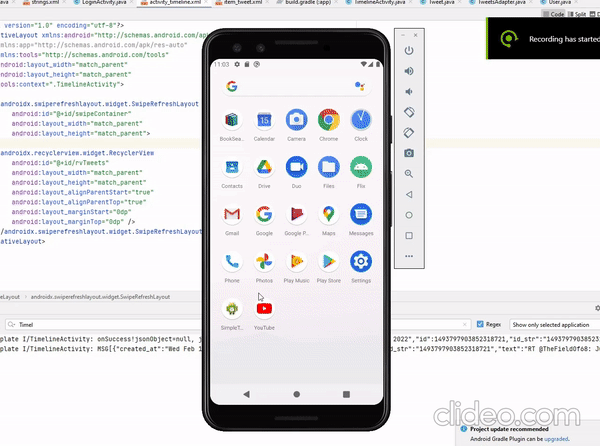 strings.xml
LoginActivity.java
activity_timeline.xml
item_tweet.xml
build.gradle (:app)
TimelineActivity.java
Tweet.java
TweetsAdapter.java
User.java
Code
Split
Recording has started
version="1.0" encoding="utf-8"?>
ativeLayout xmlns:android="http://schemas.android.com/
xmlns:app="http://schemas.android.com/apk/res-auto"
xmlns:tools="http://schemas.android.com/tools"
android:layout_width="match_parent"
android:layout_height="match_parent"
tools:context=".TimelineActivity">
androidx.swiperefreshlayout.widget.SwipeRefreshLayout
android:id="@+id/swipeContainer"
android:layout_width="match_parent"
android:layout_height="match_parent">
androidx.recyclerview.widget.RecyclerView
android:id="@+id/rvTweets"
android:layout_width="match_parent"
android:layout_height="match_parent"
android:layout_alignParentStart="true"
android:layout_alignParentTop="true"
android:layout_marginStart="0dp"
android:layout_marginTop="0dp" />
/androidx.swiperefreshlayout.widget.SwipeRefreshLayout
ativeLayout>
11:03
BookSea...
Calendar
Camera
Chrome
Clock
Contacts
Drive
Duo
Files
Flix
Gmail
Google
Google P...
Maps
Messages
Phone
Photos
Play Music
Play Store
Settings
SimpleT...
YouTube
eLayout
androidx.swiperefreshlayout.widget.SwipeRefreshLayout
Timel
Regex
Show only selected application
plate I/TimelineActivity: onSuccess!jsonObject=null, j
2022","id":1493797903852318721,"id_str":"149379790385231
plate I/TimelineActivity: MSG[{"created_at":"Wed Feb 1
d_str":"1493797903852318721","text":"RT @TheFieldOf68: Ju
Project update recommended
Android Gradle Plugin can be upgraded.
clideo.com